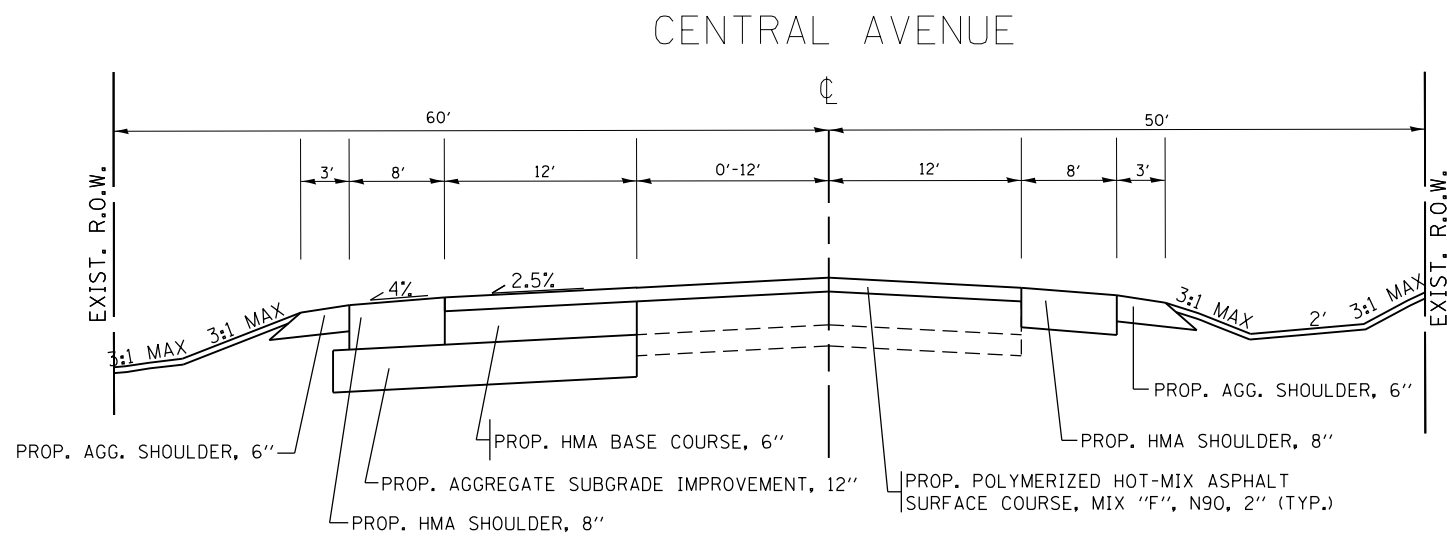 CENTRAL AVENUE
℄
60'
50'
3'
8'
12'
0'-12'
12'
8'
3'
EXIST. R.O.W.
EXIST. R.O.W.
3:1 MAX
3:1 MAX
4%
2.5%
3:1 MAX
2'
3:1 MAX
PROP. AGG. SHOULDER, 6"
PROP. HMA BASE COURSE, 6"
PROP. AGGREGATE SUBGRADE IMPROVEMENT, 12"
PROP. HMA SHOULDER, 8"
PROP. AGG. SHOULDER, 6"
PROP. HMA SHOULDER, 8"
PROP. POLYMERIZED HOT-MIX ASPHALT
SURFACE COURSE, MIX "F", N90, 2" (TYP.)